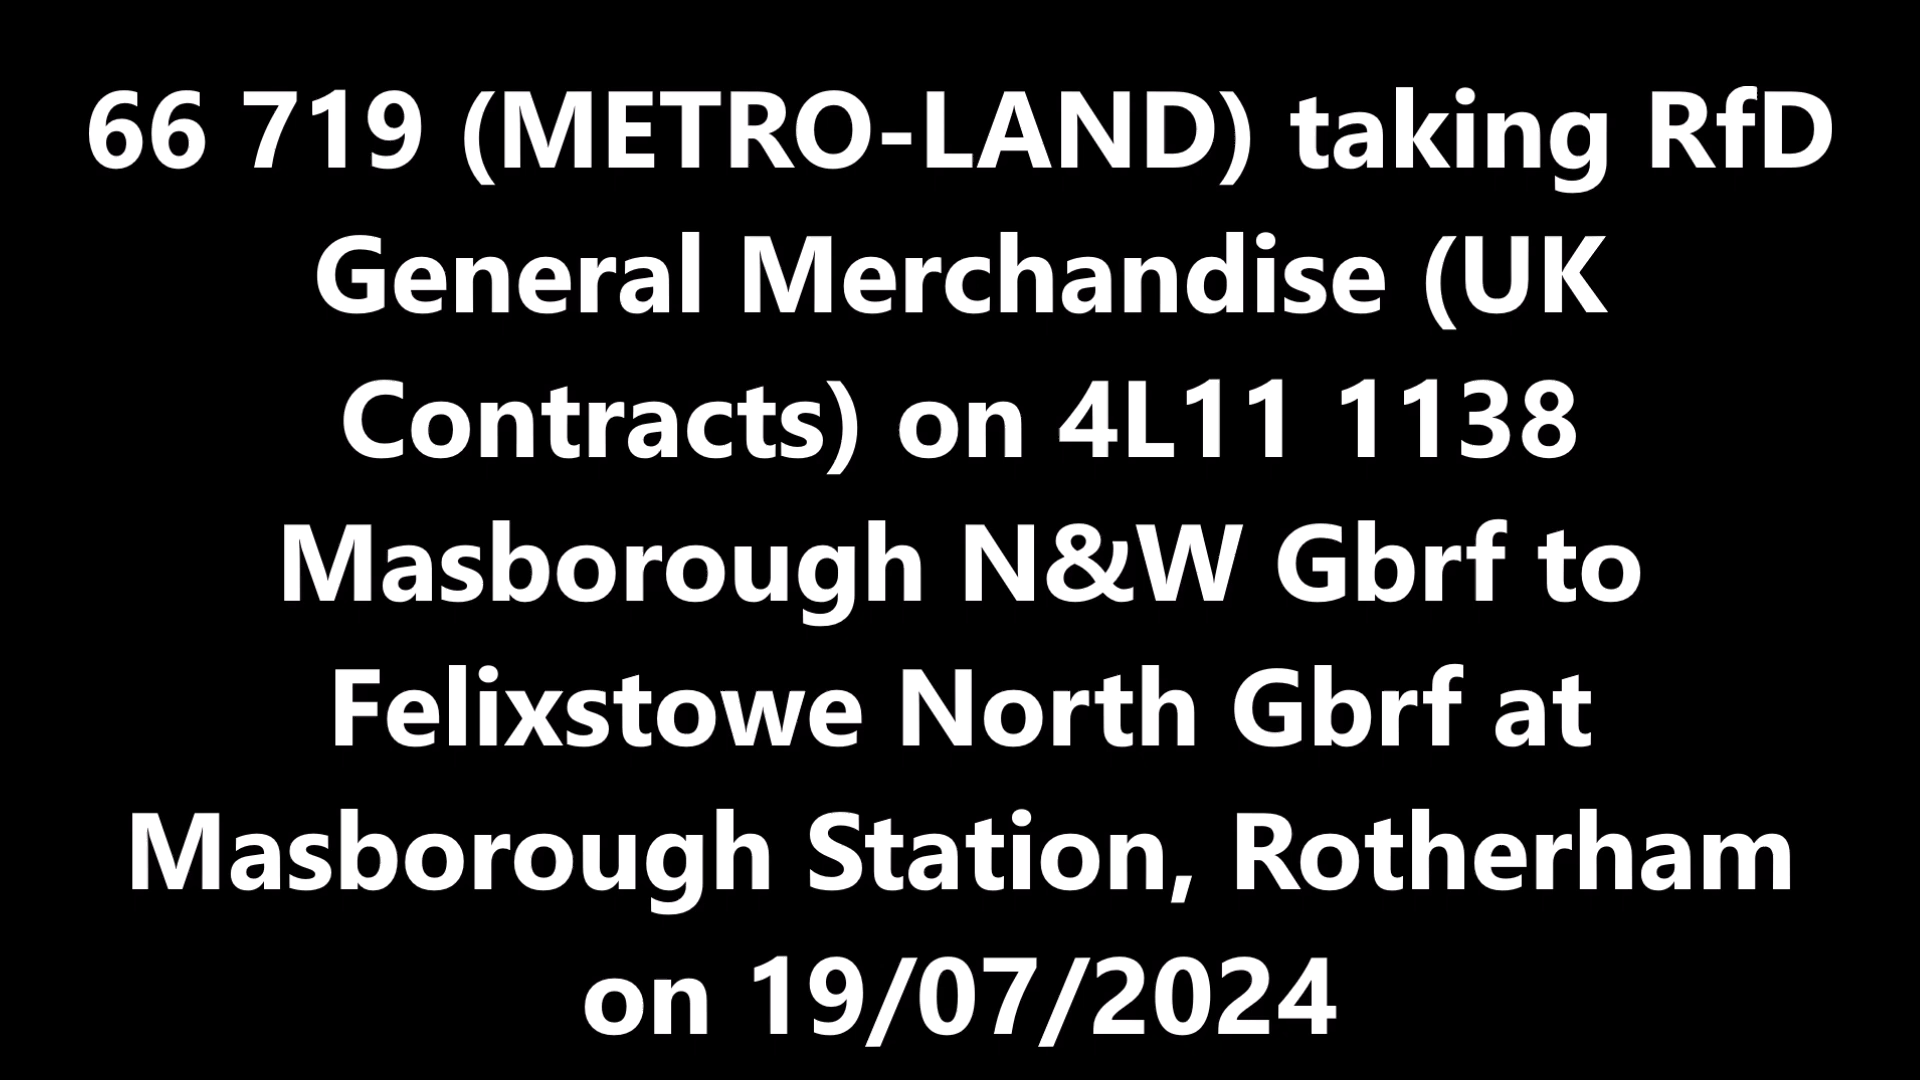 66 719 (METRO-LAND) taking RfD
General Merchandise (UK
Contracts) on 4L11 1138
Masborough N&W Gbrf to
Felixstowe North Gbrf at
Masborough Station, Rotherham
on 19/07/2024